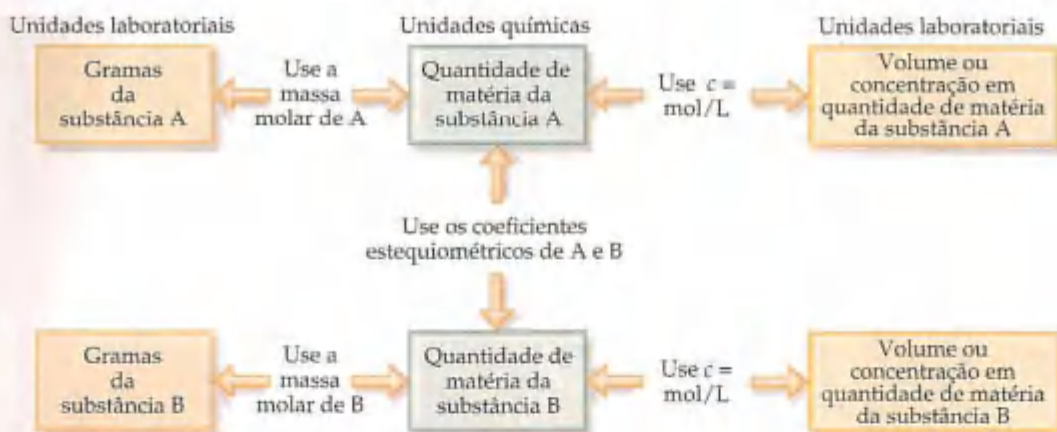 Unidades laboratoriais
Unidades químicas
Unidades laboratoriais
Gramas
da
substância A
Use a
massa
molar de A
Quantidade de
matéria da
substância A
Use c =
mol/L
Volume ou
concentração em
quantidade de matéria
da substância A
Use os coeficientes
estequiométricos de A e B
Gramas
da
substância B
Use a
massa
molar de B
Quantidade de
matéria da
substância B
Use c =
mol/L
Volume ou
concentração em
quantidade de matéria
da substância B